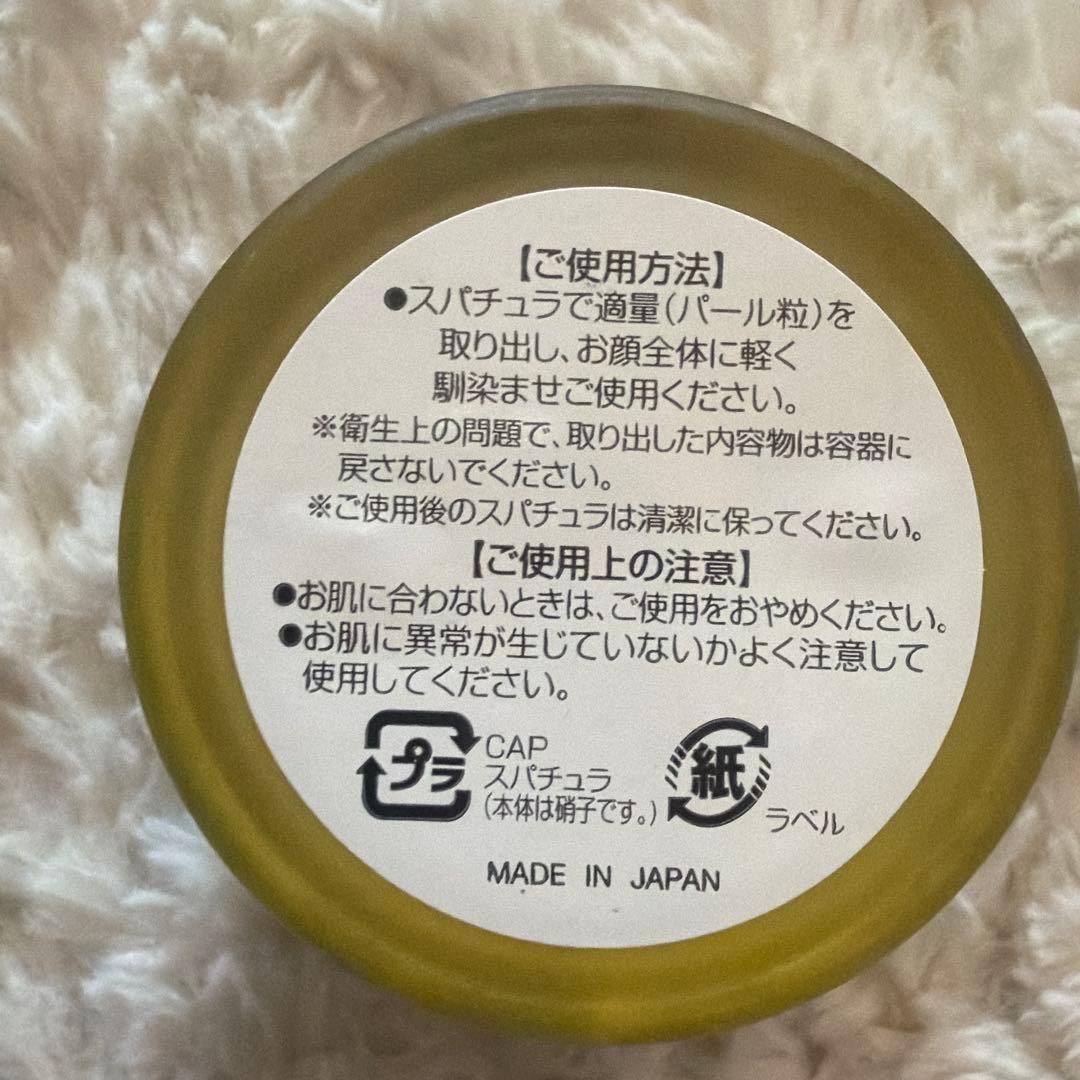 【ご使用方法】
●スパチュラで適量(パール粒)を
取り出し、お顔全体に軽く
馴染ませご使用ください。
※衛生上の問題で、取り出した内容物は容器に
戻さないでください。
※ご使用後のスパチュラは清潔に保ってください。
【ご使用上の注意】
●お肌に合わないときは、ご使用をおやめください。
●お肌に異常が生じていないかよく注意して
使用してください。
プラ
CAP
スパチュラ
(本体は硝子です。)
紙
ラベル
MADE IN JAPAN